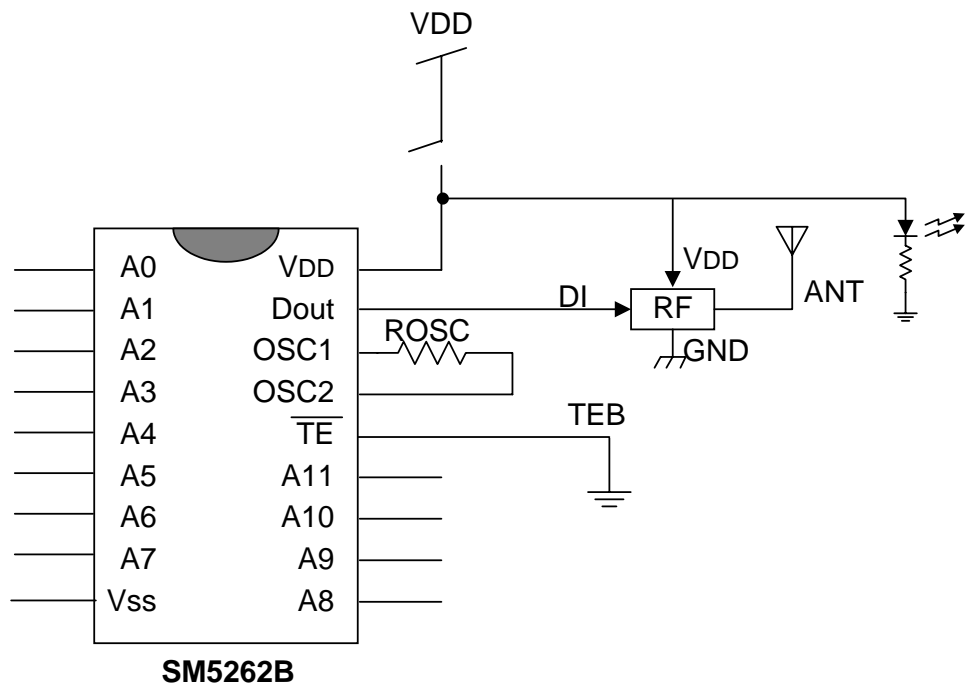 VDD
A0 VDD
A1 Dout
A2 OSC1
A3 OSC2
A4 TE
A5 A11
A6 A10
A7 A9
Vss A8
SM5262B
ROSC
DI
VDD
RF
GND
ANT
TEB